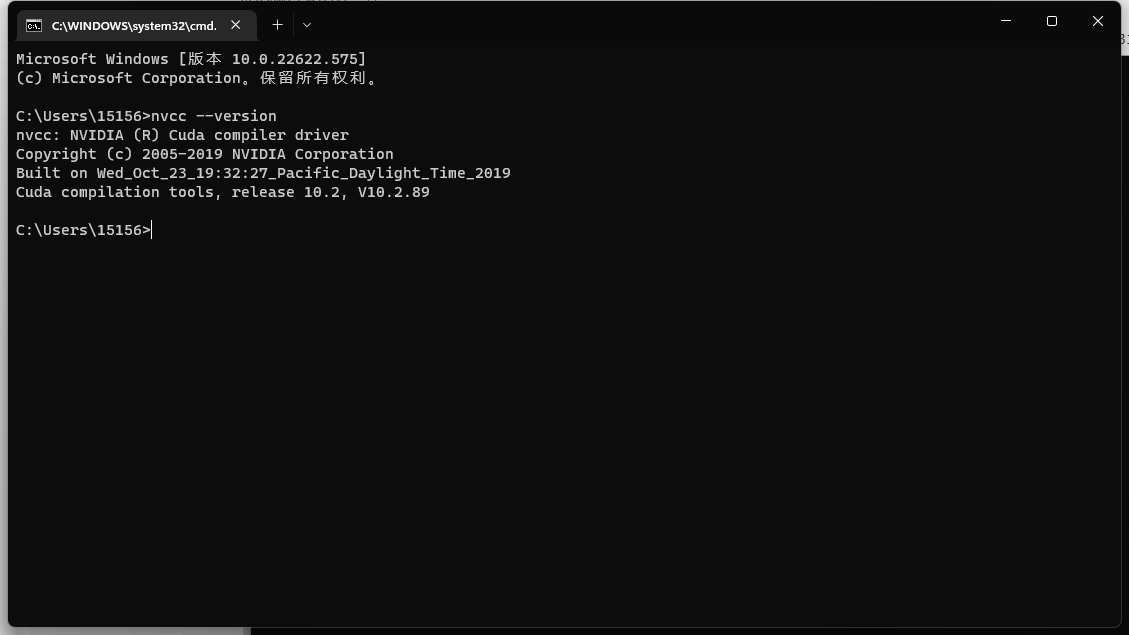 C:\WINDOWS\system32\cmd.
Microsoft Windows [版本 10.0.22622.575]
(c) Microsoft Corporation。保留所有权利。
C:\Users\15156>nvcc --version
nvcc: NVIDIA (R) Cuda compiler driver
Copyright (c) 2005-2019 NVIDIA Corporation
Built on Wed_Oct_23_19:32:27_Pacific_Daylight_Time_2019
Cuda compilation tools, release 10.2, V10.2.89
C:\Users\15156>